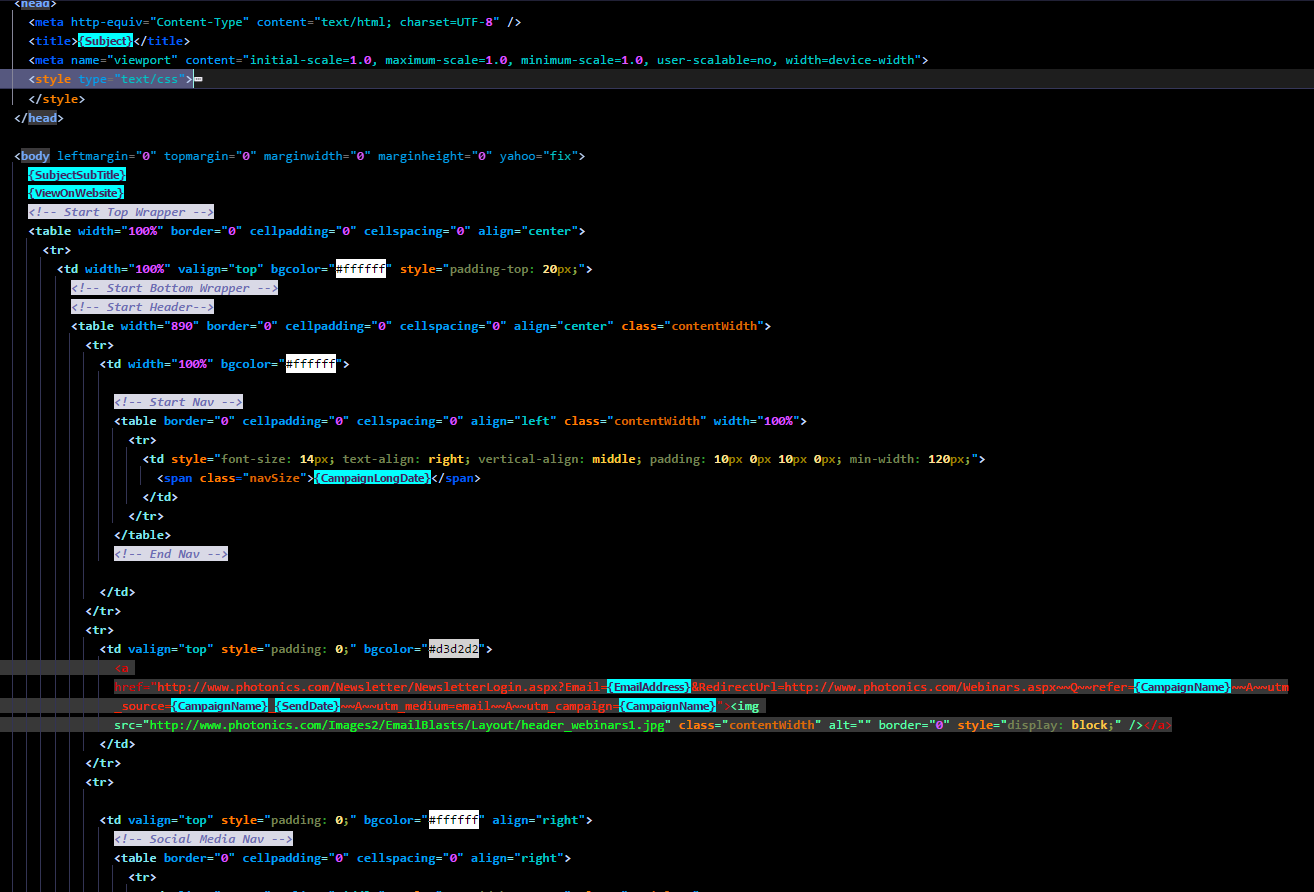 <head>
<meta http-equiv="Content-Type" content="text/html; charset=UTF-8" />
<title>{Subject}</title>
<meta name="viewport" content="initial-scale=1.0, maximum-scale=1.0, minimum-scale=1.0, user-scalable=no, width=device-width">
<style type="text/css">
</style>
</head>
<body leftmargin="0" topmargin="0" marginwidth="0" marginheight="0" yahoo="fix">
{SubjectSubTitle}
{ViewOnWebsite}
<!-- Start Top Wrapper -->
<table width="100%" border="0" cellpadding="0" cellspacing="0" align="center">
<tr>
<td width="100%" valign="top" bgcolor="#ffffff" style="padding-top: 20px;">
<!-- Start Bottom Wrapper -->
<!-- Start Header-->
<table width="890" border="0" cellpadding="0" cellspacing="0" align="center" class="contentWidth">
<tr>
<td width="100%" bgcolor="#ffffff">
<!-- Start Nav -->
<table border="0" cellpadding="0" cellspacing="0" align="left" class="contentWidth" width="100%">
<tr>
<td style="font-size: 14px; text-align: right; vertical-align: middle; padding: 10px 0px 10px 0px; min-width: 120px;">
<span class="navSize">{CampaignLongDate}</span>
</td>
</tr>
</table>
<!-- End Nav -->
</td>
</tr>
<tr>
<td valign="top" style="padding: 0;" bgcolor="#d3d2d2">
<a
href="http://www.photonics.com/Newsletter/NewsletterLogin.aspx?Email={EmailAddress}&RedirectUrl=http://www.photonics.com/Webinars.aspx~~Q~~refer={CampaignName}~~A~~utm
_source={CampaignName}_{SendDate}~~A~~utm_medium=email~~A~~utm_campaign={CampaignName}"><img
src="http://www.photonics.com/Images2/EmailBlasts/Layout/header_webinars1.jpg" class="contentWidth" alt="" border="0" style="display: block;" /></a>
</td>
</tr>
<tr>
<td valign="top" style="padding: 0;" bgcolor="#ffffff" align="right">
<!-- Social Media Nav -->
<table border="0" cellpadding="0" cellspacing="0" align="right">
<tr>